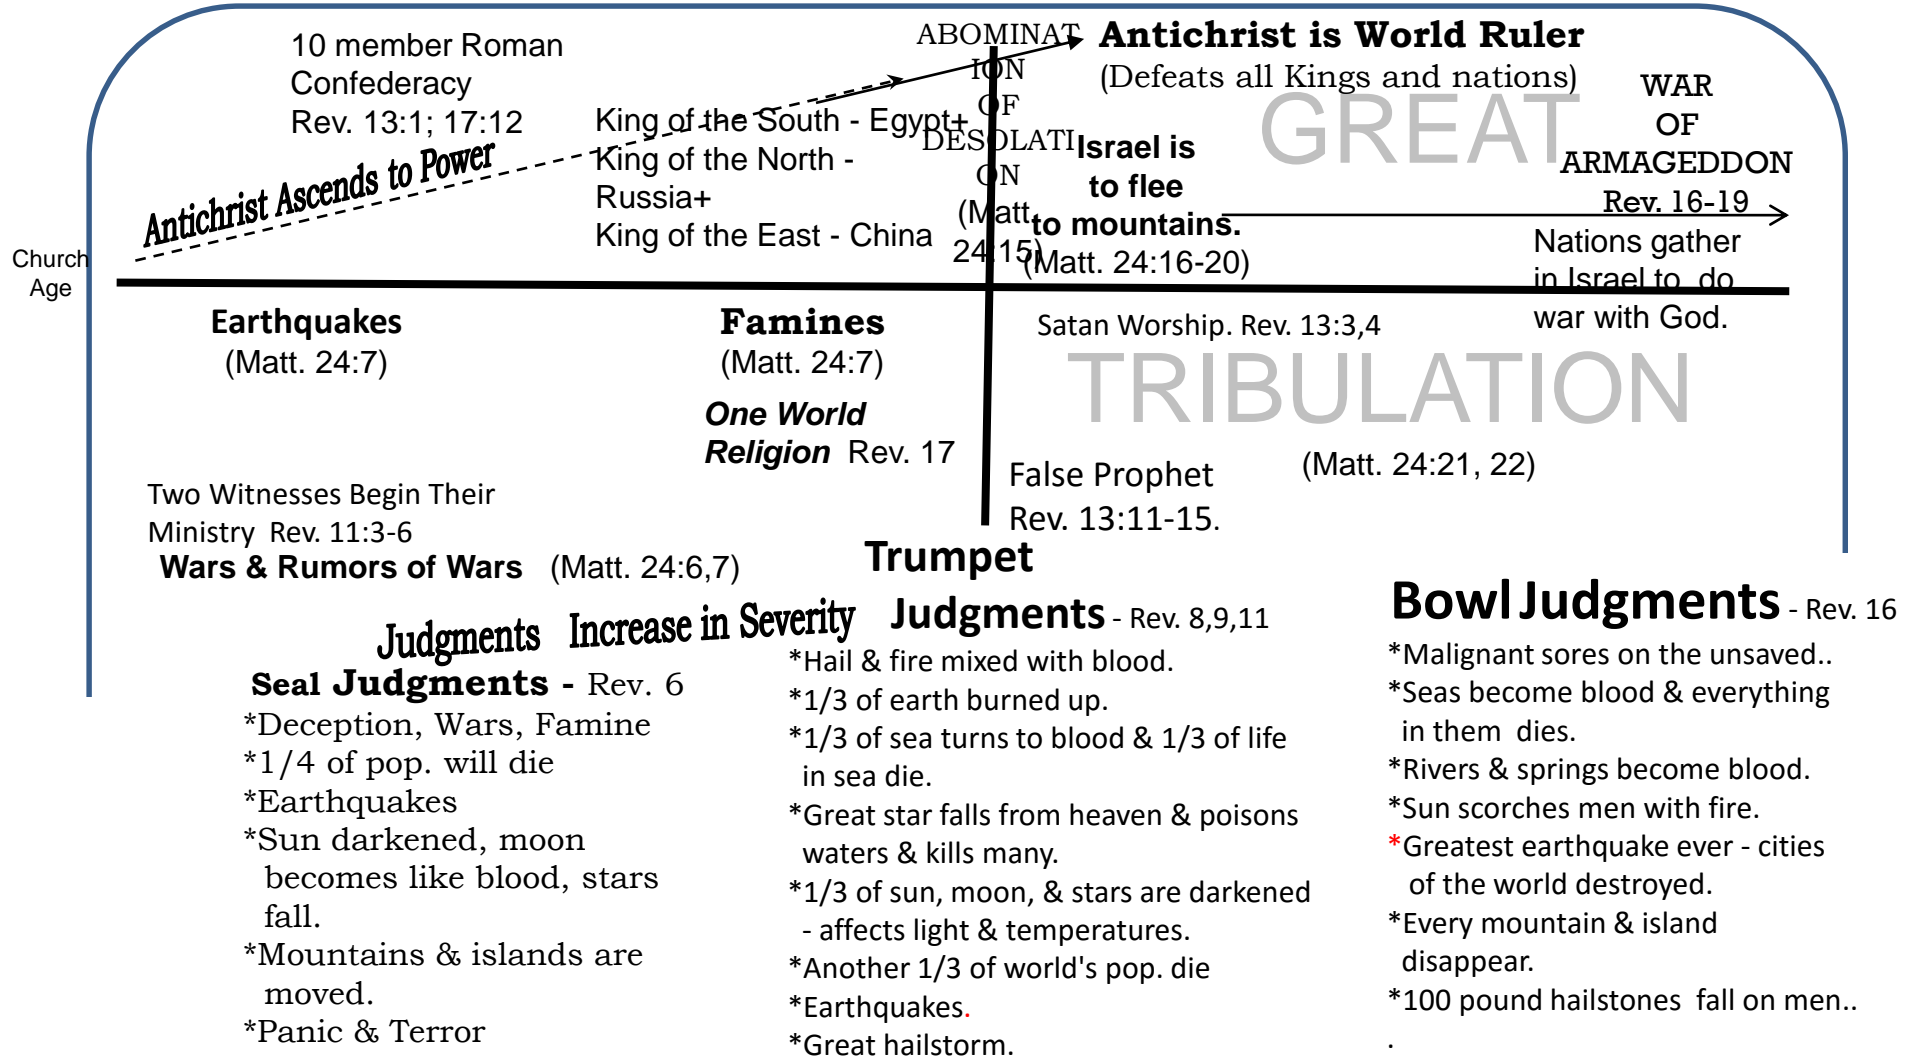 10 member Roman
Confederacy
Rev. 13:1; 17:12
Antichrist Ascends to Power
Church
Age
King of the South - Egypt+
King of the North -
Russia+
King of the East - China
ABOMINAT
ION
OF
DESOLATI
ON
(Matt.
24:15)
Antichrist is World Ruler
(Defeats all Kings and nations)
GREAT
Israel is
to flee
to mountains.
(Matt. 24:16-20)
WAR
OF
ARMAGEDDON
Rev. 16-19
Nations gather
in Israel to do
war with God.
Earthquakes
(Matt. 24:7)
Famines
(Matt. 24:7)
One World
Religion Rev. 17
Satan Worship. Rev. 13:3,4
TRIBULATION
(Matt. 24:21, 22)
False Prophet
Rev. 13:11-15.
Two Witnesses Begin Their
Ministry Rev. 11:3-6
Wars & Rumors of Wars (Matt. 24:6,7)
Judgments Increase in Severity
Seal Judgments - Rev. 6
*Deception, Wars, Famine
*1/4 of pop. will die
*Earthquakes
*Sun darkened, moon
becomes like blood, stars
fall.
*Mountains & islands are
moved.
*Panic & Terror
Trumpet
Judgments - Rev. 8,9,11
*Hail & fire mixed with blood.
*1/3 of earth burned up.
*1/3 of sea turns to blood & 1/3 of life
in sea die.
*Great star falls from heaven & poisons
waters & kills many.
*1/3 of sun, moon, & stars are darkened
- affects light & temperatures.
*Another 1/3 of world's pop. die
*Earthquakes.
*Great hailstorm.
Bowl Judgments - Rev. 16
*Malignant sores on the unsaved..
*Seas become blood & everything
in them dies.
*Rivers & springs become blood.
*Sun scorches men with fire.
*Greatest earthquake ever - cities
of the world destroyed.
*Every mountain & island
disappear.
*100 pound hailstones fall on men..
.